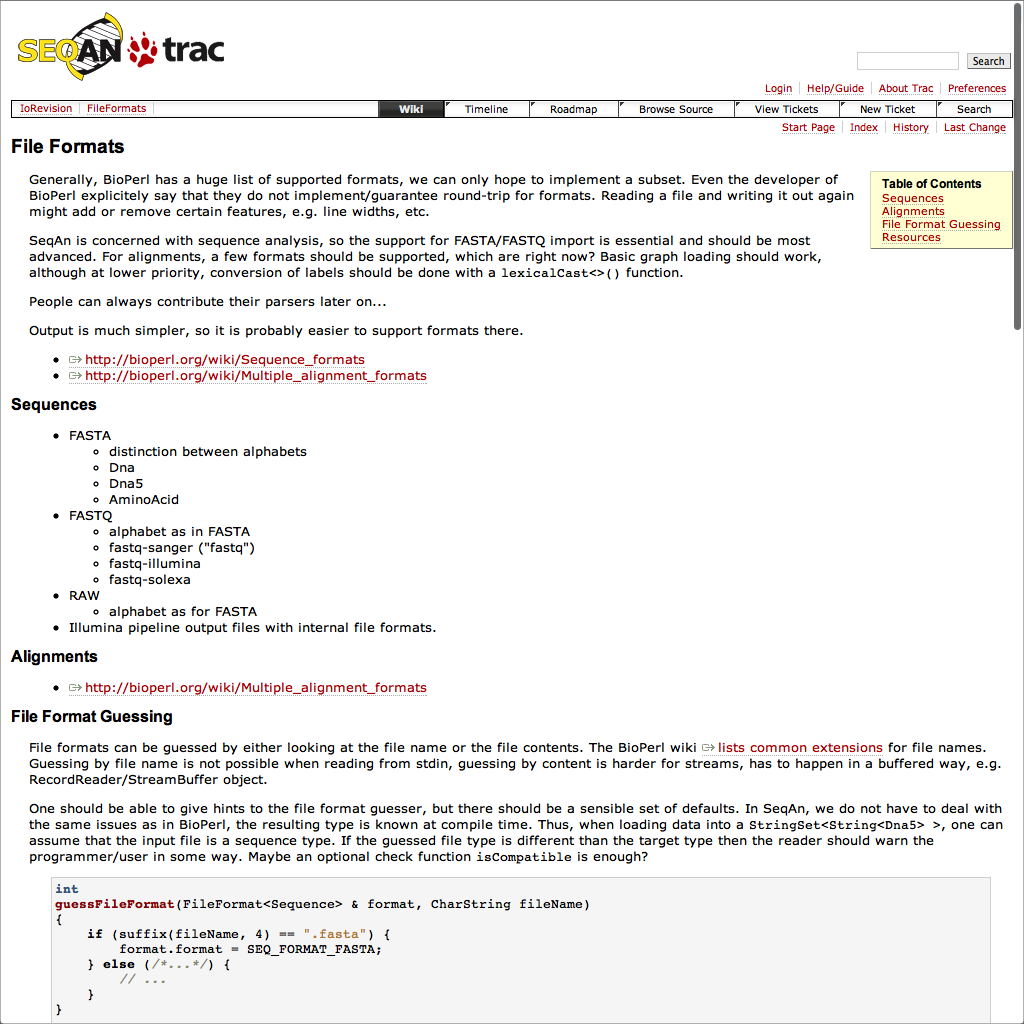 SEQAN trac
Search
Login Help/Guide About Trac Preferences
IoRevision FileFormats Wiki Timeline Roadmap Browse Source View Tickets New Ticket Search
Start Page Index History Last Change
File Formats
Table of Contents
Sequences
Alignments
File Format Guessing
Resources
Generally, BioPerl has a huge list of supported formats, we can only hope to implement a subset. Even the developer of
BioPerl explicitely say that they do not implement/guarantee round-trip for formats. Reading a file and writing it out again
might add or remove certain features, e.g. line widths, etc.
SeqAn is concerned with sequence analysis, so the support for FASTA/FASTQ import is essential and should be most
advanced. For alignments, a few formats should be supported, which are right now? Basic graph loading should work,
although at lower priority, conversion of labels should be done with a lexicalCast<>() function.
People can always contribute their parsers later on...
Output is much simpler, so it is probably easier to support formats there.
http://bioperl.org/wiki/Sequence_formats
http://bioperl.org/wiki/Multiple_alignment_formats
Sequences
FASTA
distinction between alphabets
Dna
Dna5
AminoAcid
FASTQ
alphabet as in FASTA
fastq-sanger ("fastq")
fastq-illumina
fastq-solexa
RAW
alphabet as for FASTA
Illumina pipeline output files with internal file formats.
Alignments
http://bioperl.org/wiki/Multiple_alignment_formats
File Format Guessing
File formats can be guessed by either looking at the file name or the file contents. The BioPerl wiki lists common extensions for file names.
Guessing by file name is not possible when reading from stdin, guessing by content is harder for streams, has to happen in a buffered way, e.g.
RecordReader/StreamBuffer object.
One should be able to give hints to the file format guesser, but there should be a sensible set of defaults. In SeqAn, we do not have to deal with
the same issues as in BioPerl, the resulting type is known at compile time. Thus, when loading data into a StringSet<String<Dna5> >, one can
assume that the input file is a sequence type. If the guessed file type is different than the target type then the reader should warn the
programmer/user in some way. Maybe an optional check function isCompatible is enough?
int
guessFileFormat(FileFormat<Sequence> & format, CharString fileName)
{
if (suffix(fileName, 4) == ".fasta") {
format.format = SEQ_FORMAT_FASTA;
} else (/*...*/) {
// ...
}
}